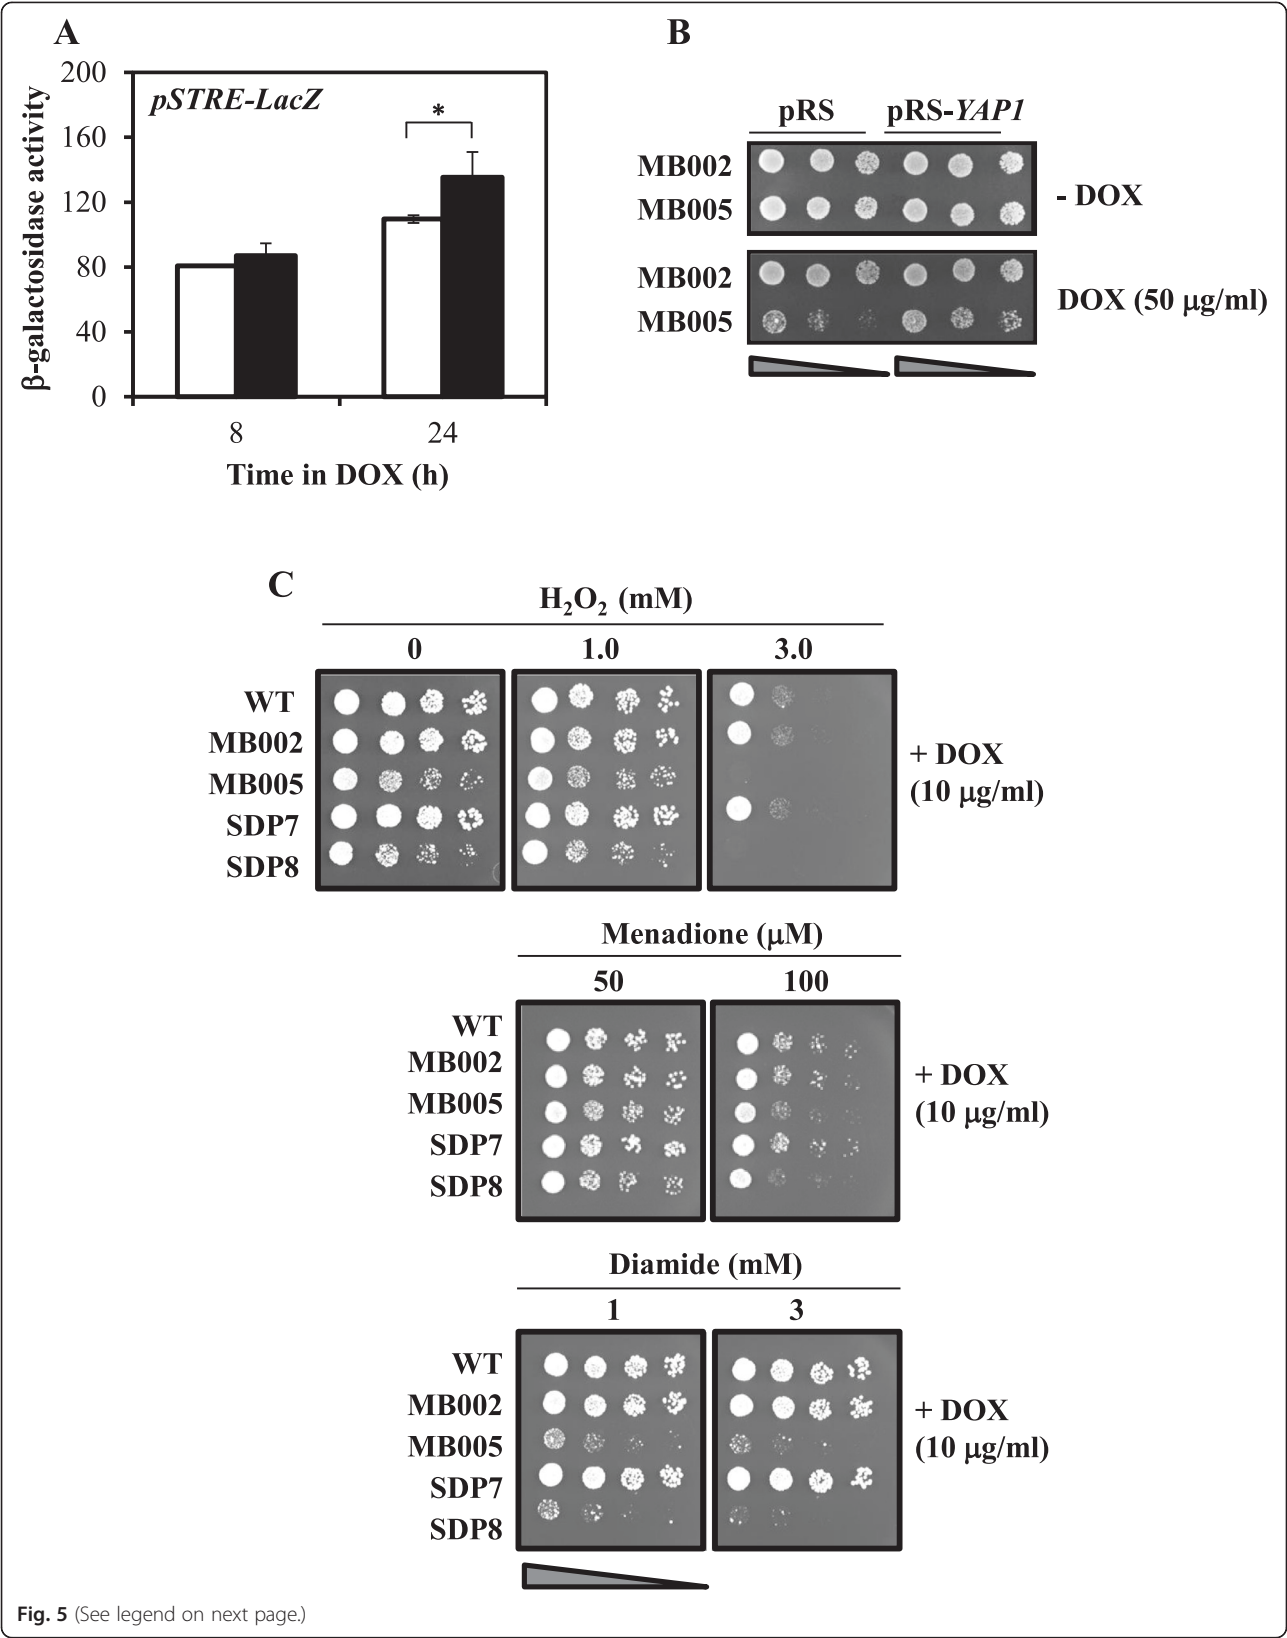 A
200
160
120
80
40
0
β-galactosidase activity
pSTRE-LacZ
*
8
24
Time in DOX (h)
B
pRS pRS-YAP1
MB002
MB005
- DOX
MB002
MB005
DOX (50 μg/ml)
C
H₂O₂ (mM)
0 1.0 3.0
WT
MB002
MB005
SDP7
SDP8
+ DOX
(10 μg/ml)
Menadione (μM)
50 100
WT
MB002
MB005
SDP7
SDP8
+ DOX
(10 μg/ml)
Diamide (mM)
1 3
WT
MB002
MB005
SDP7
SDP8
+ DOX
(10 μg/ml)
Fig. 5 (See legend on next page.)